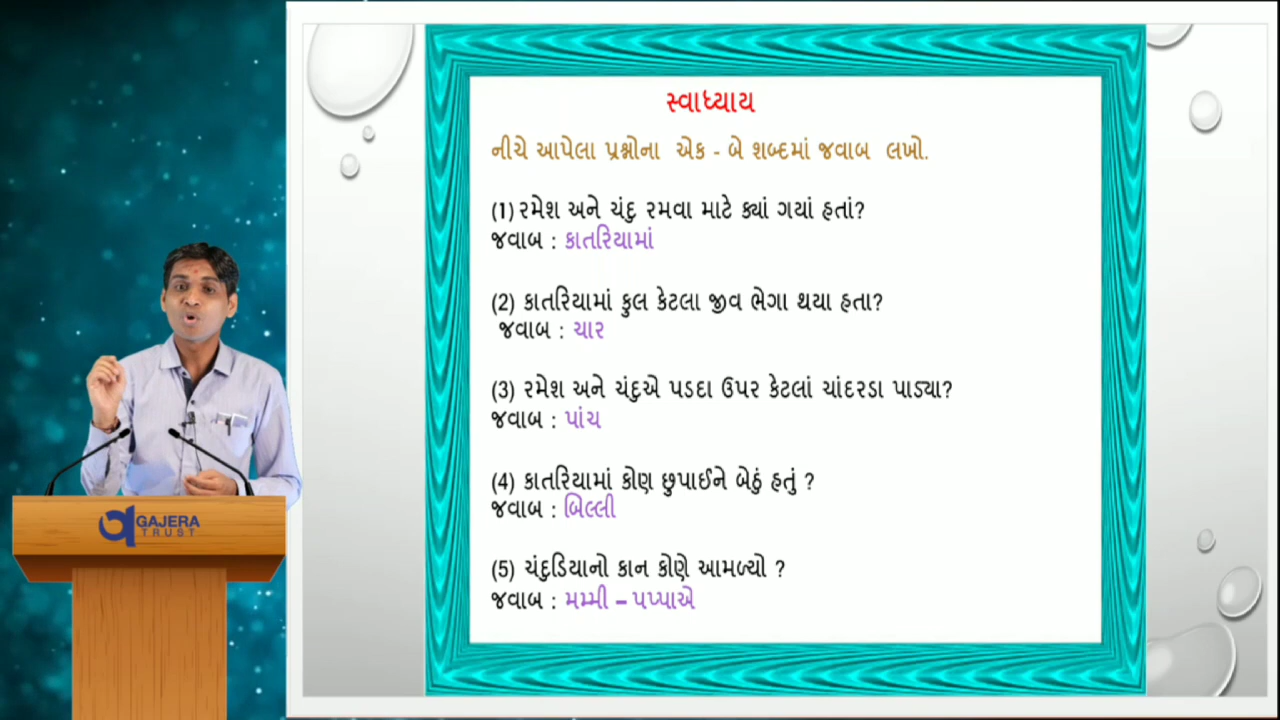 સ્વાધ્યાય
નીચે આપેલા પ્રશ્નોના એક - બે શબ્દમાં જવાબ લખો.
(1) રમેશ અને ચંદુ રમવા માટે ક્યાં ગયાં હતાં?
જવાબ : કાતરિયામાં
(2) કાતરિયામાં કુલ કેટલા જીવ ભેગા થયા હતા?
જવાબ : ચાર
(3) રમેશ અને ચંદુએ પડદા ઉપર કેટલાં ચાંદરડા પાડ્યા?
જવાબ : પાંચ
(4) કાતરિયામાં કોણ છુપાઈને બેઠું હતું ?
જવાબ : બિલ્લી
(5) ચંદુડિયાનો કાન કોણે આમળ્યો ?
જવાબ : મમ્મી – પપ્પાએ
GAJERA
TRUST